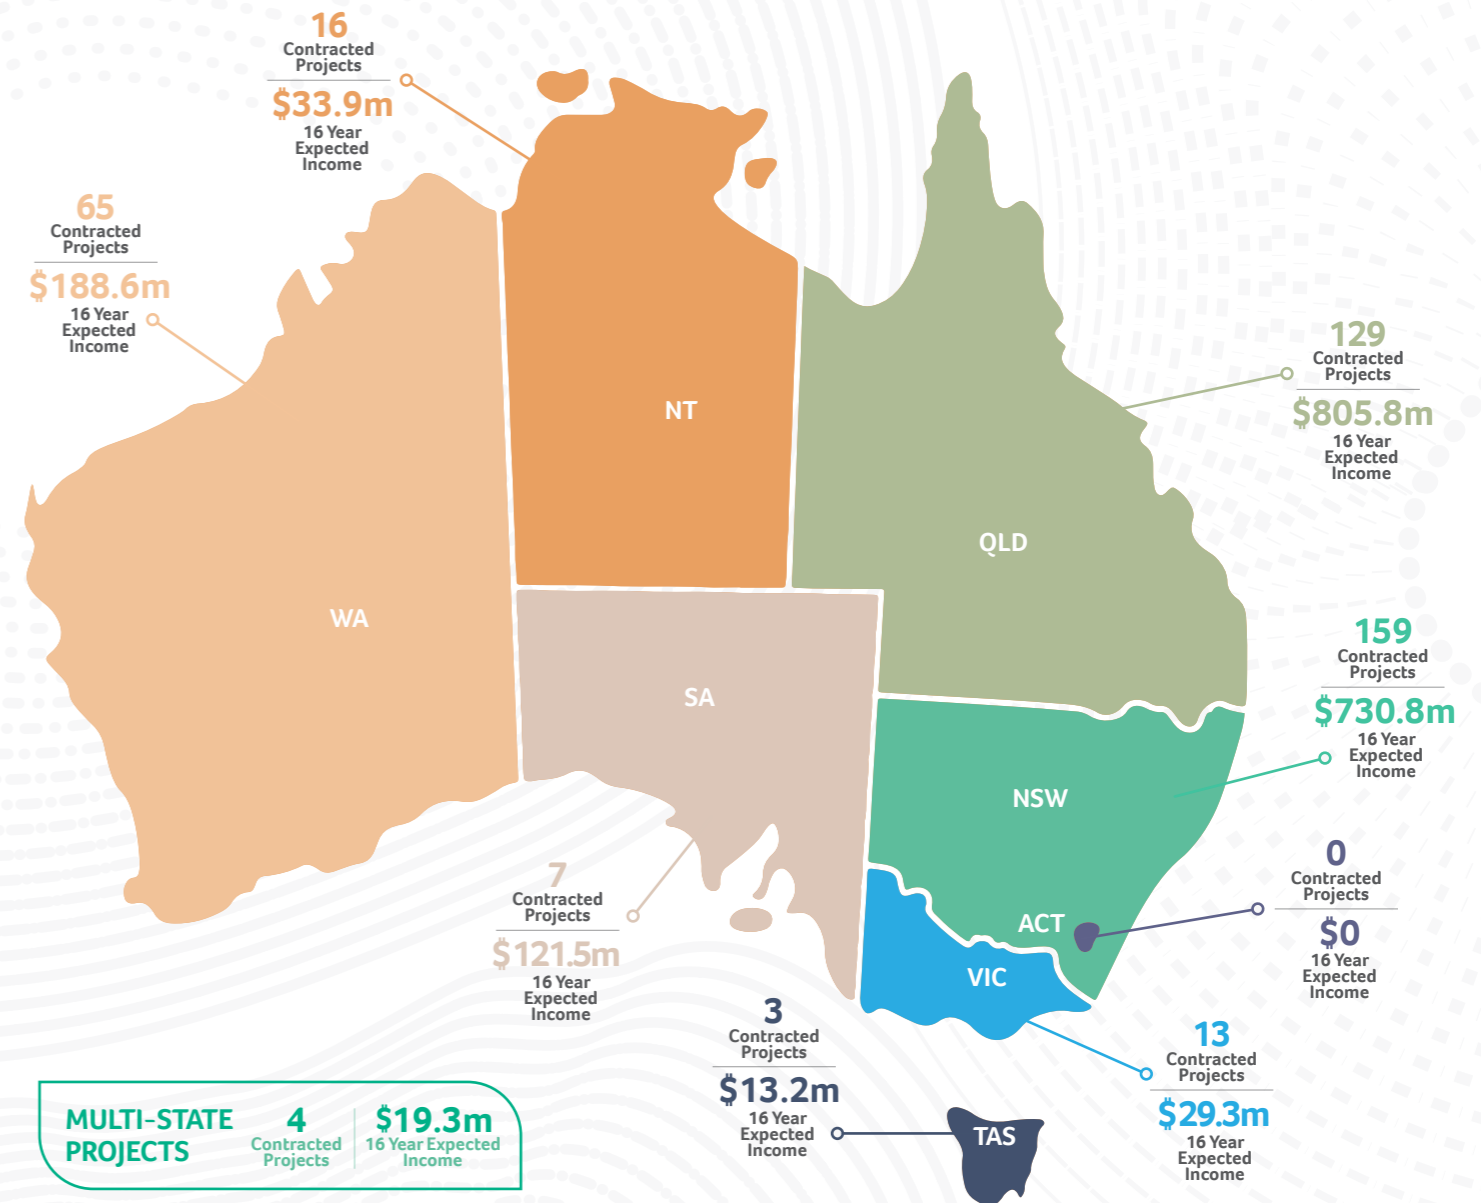 16
Contracted
Projects
$33.9m
16 Year
Expected
Income
65
Contracted
Projects
$188.6m
16 Year
Expected
Income
129
Contracted
Projects
$805.8m
16 Year
Expected
Income
NT
QLD
WA
SA
NSW
159
Contracted
Projects
$730.8m
16 Year
Expected
Income
7
Contracted
Projects
$121.5m
16 Year
Expected
Income
ACT
VIC
0
Contracted
Projects
$0
16 Year
Expected
Income
3
Contracted
Projects
$13.2m
16 Year
Expected
Income
TAS
13
Contracted
Projects
$29.3m
16 Year
Expected
Income
MULTI-STATE
PROJECTS
4
Contracted
Projects
$19.3m
16 Year Expected
Income